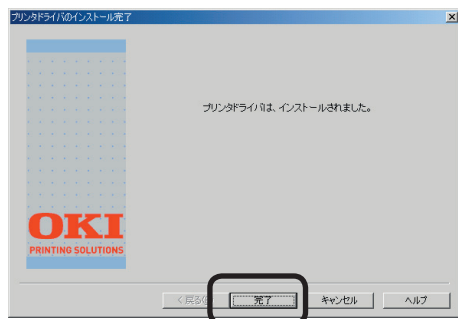 プリンタドライバのインストール完了
プリンタドライバは、インストールされました。
OKI
PRINTING SOLUTIONS
< 戻る
完了
キャンセル
ヘルプ